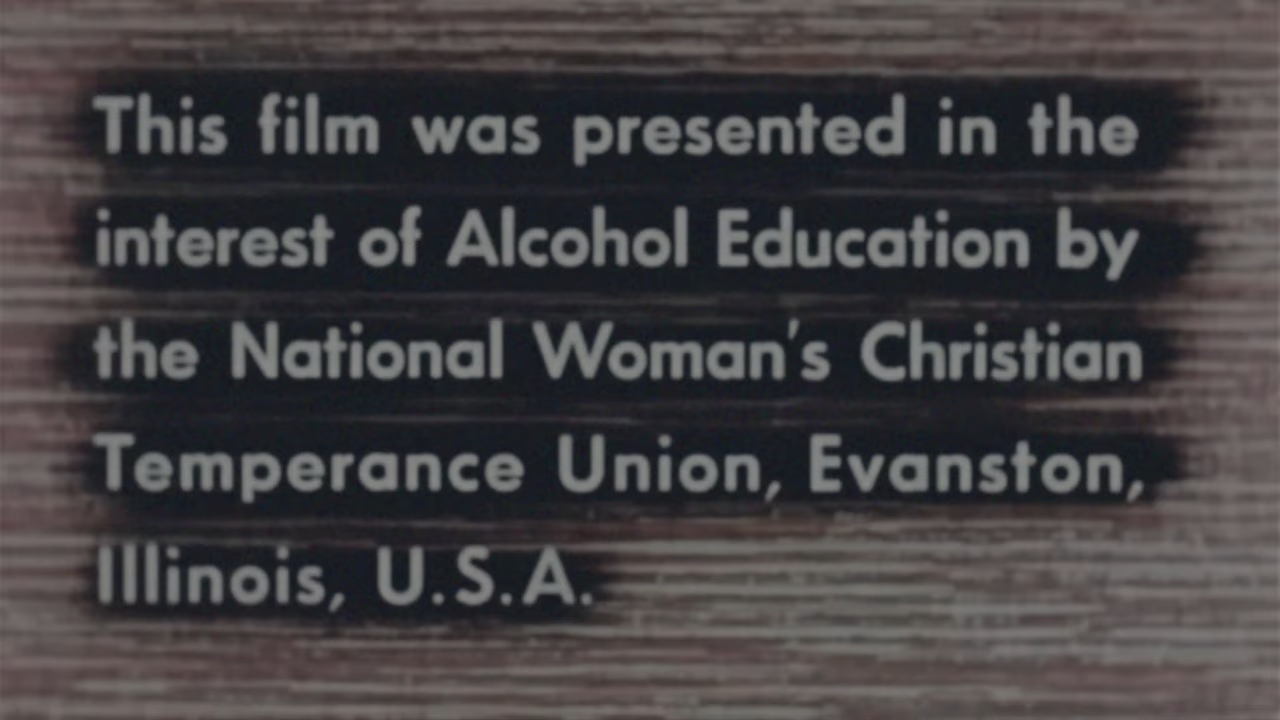 This film was presented in the
interest of Alcohol Education by
the National Woman's Christian
Temperance Union, Evanston,
Illinois, U.S.A.